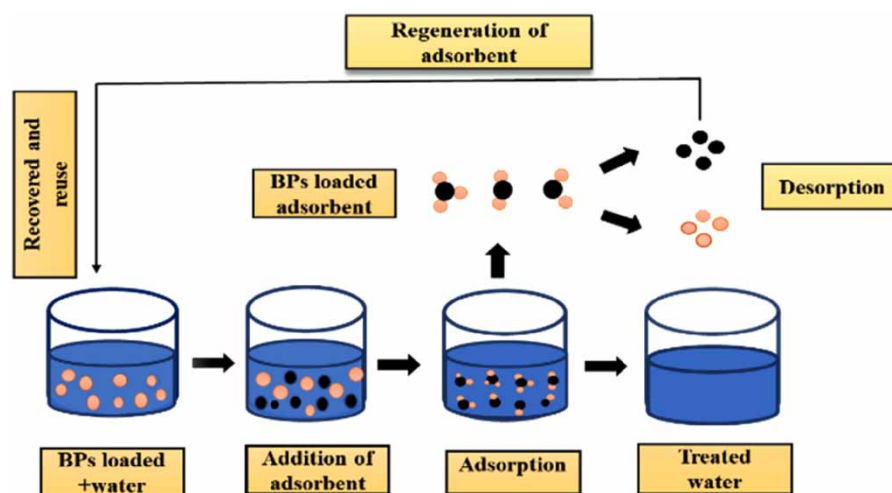 Regeneration of
adsorbent
Recovered and
reuse
BPs loaded
adsorbent
Desorption
BPs loaded
+water
Addition of
adsorbent
Adsorption
Treated
water